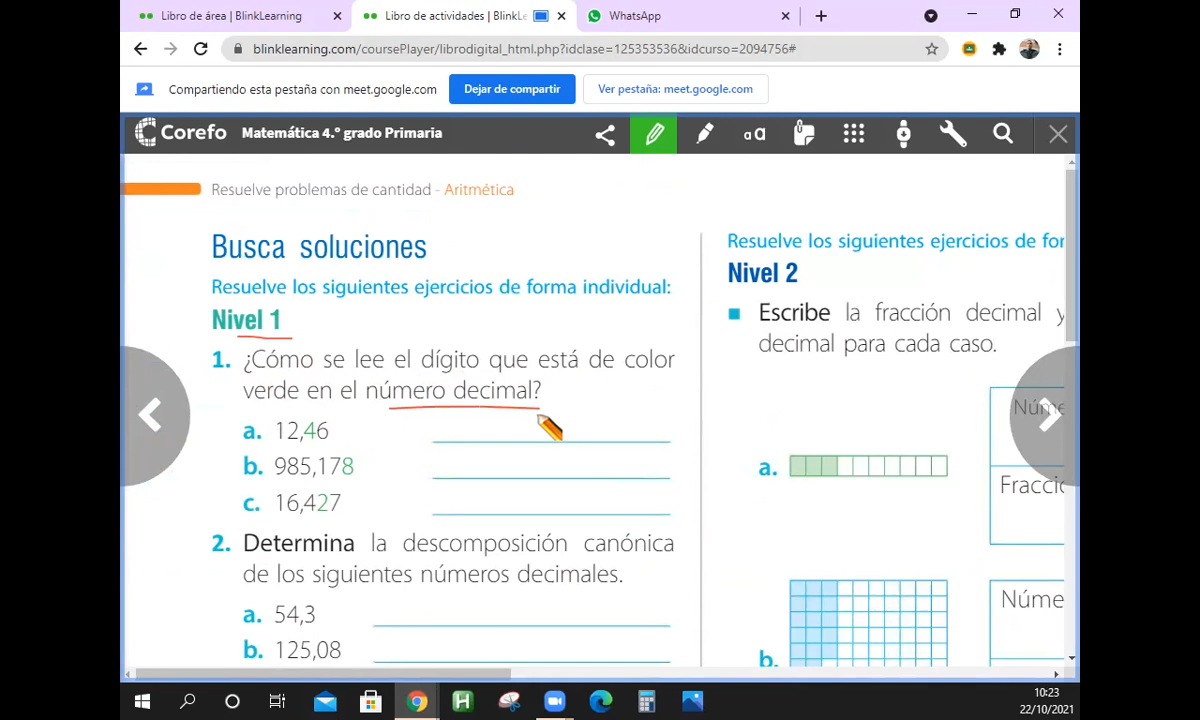 Libro de área | BlinkLearning
Libro de actividades | BlinkLe
WhatsApp
blinklearning.com/coursePlayer/librodigital_html.php?idclase=125353536&idcurso=2094756#
Compartiendo esta pestaña con meet.google.com
Dejar de compartir
Ver pestaña: meet.google.com
Corefo
Matemática 4.º grado Primaria
aa
Resuelve problemas de cantidad - Aritmética
Busca soluciones
Resuelve los siguientes ejercicios de forma individual:
Nivel 1
1. ¿Cómo se lee el dígito que está de color
verde en el número decimal?
a. 12,46
b. 985,178
c. 16,427
2. Determina la descomposición canónica
de los siguientes números decimales.
a. 54,3
b. 125,08
Resuelve los siguientes ejercicios de for
Nivel 2
Escribe la fracción decimal y
decimal para cada caso.
a.
Núme
Fracció
b.
Núme
10:23
22/10/2021